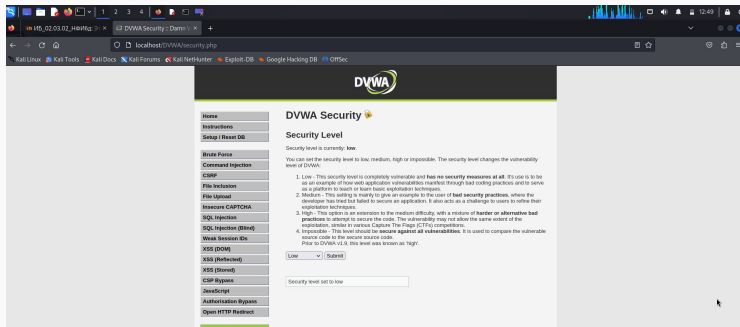 1 2 3 4
12:49
ИБ_02.03.02_НФИбд: Э
DVWA Security :: Damn V
localhost/DVWA/security.php
Kali Linux Kali Tools Kali Docs Kali Forums Kali NetHunter Exploit-DB Google Hacking DB OffSec
DVWA
Home
Instructions
Setup / Reset DB
Brute Force
Command Injection
CSRF
File Inclusion
File Upload
Insecure CAPTCHA
SQL Injection
SQL Injection (Blind)
Weak Session IDs
XSS (DOM)
XSS (Reflected)
XSS (Stored)
CSP Bypass
JavaScript
Authorisation Bypass
Open HTTP Redirect
DVWA Security
Security Level
Security level is currently: low.
You can set the security level to low, medium, high or impossible. The security level changes the vulnerability
level of DVWA:
1. Low - This security level is completely vulnerable and has no security measures at all. It's use is to be
as an example of how web application vulnerabilities manifest through bad coding practices and to serve
as a platform to teach or learn basic exploitation techniques.
2. Medium - This setting is mainly to give an example to the user of bad security practices, where the
developer has tried but failed to secure an application. It also acts as a challenge to users to refine their
exploitation techniques.
3. High - This option is an extension to the medium difficulty, with a mixture of harder or alternative bad
practices to attempt to secure the code. The vulnerability may not allow the same extent of the
exploitation, similar in various Capture The Flags (CTFs) competitions.
4. Impossible - This level should be secure against all vulnerabilities. It is used to compare the vulnerable
source code to the secure source code.
Prior to DVWA v1.9, this level was known as 'high'.
Low Submit
Security level set to low